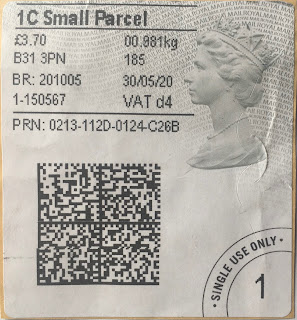 1C Small Parcel
£3.70 00.981kg
B31 3PN 185
BR: 201005 30/05/20
1-150567 VAT d4
PRN: 0213-112D-0124-C26B
SINGLE USE ONLY
1